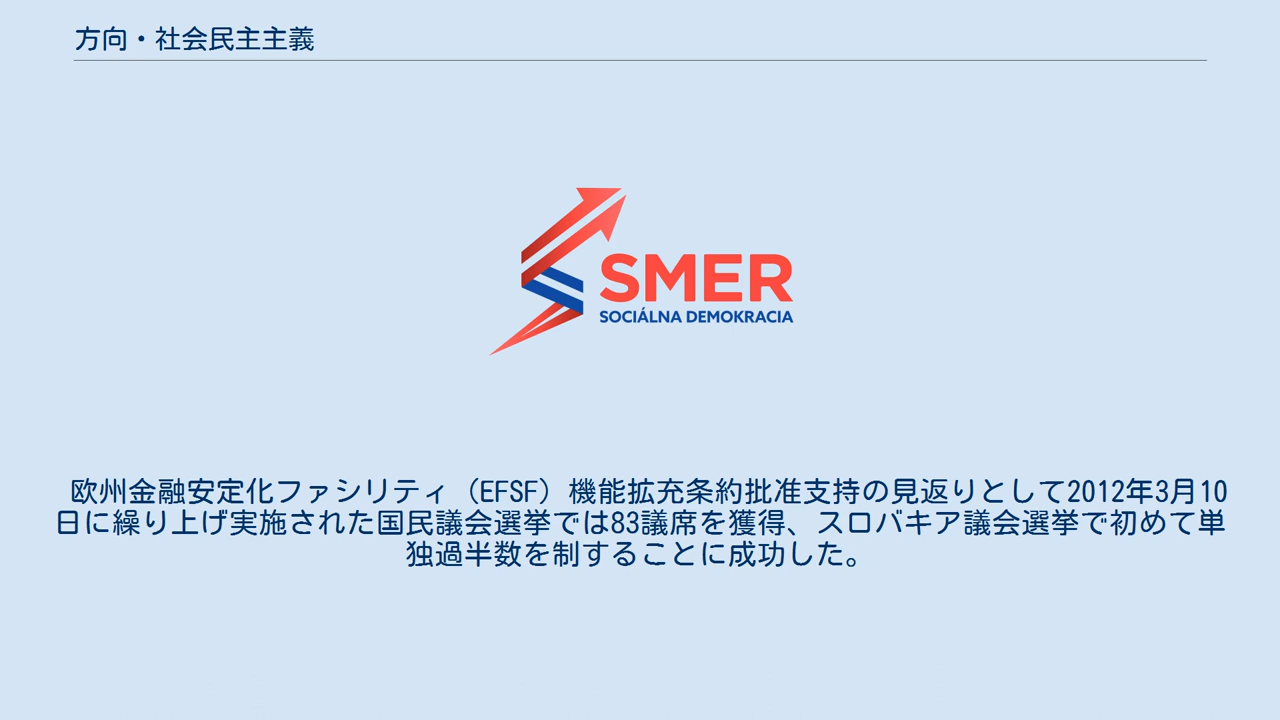 方向・社会民主主義
SMER
SOCIÁLNA DEMOKRACIA
欧州金融安定化ファシリティ（EFSF）機能拡充条約批准支持の見返りとして2012年3月10
日に繰り上げ実施された国民議会選挙では83議席を獲得、スロバキア議会選挙で初めて単
独過半数を制することに成功した。